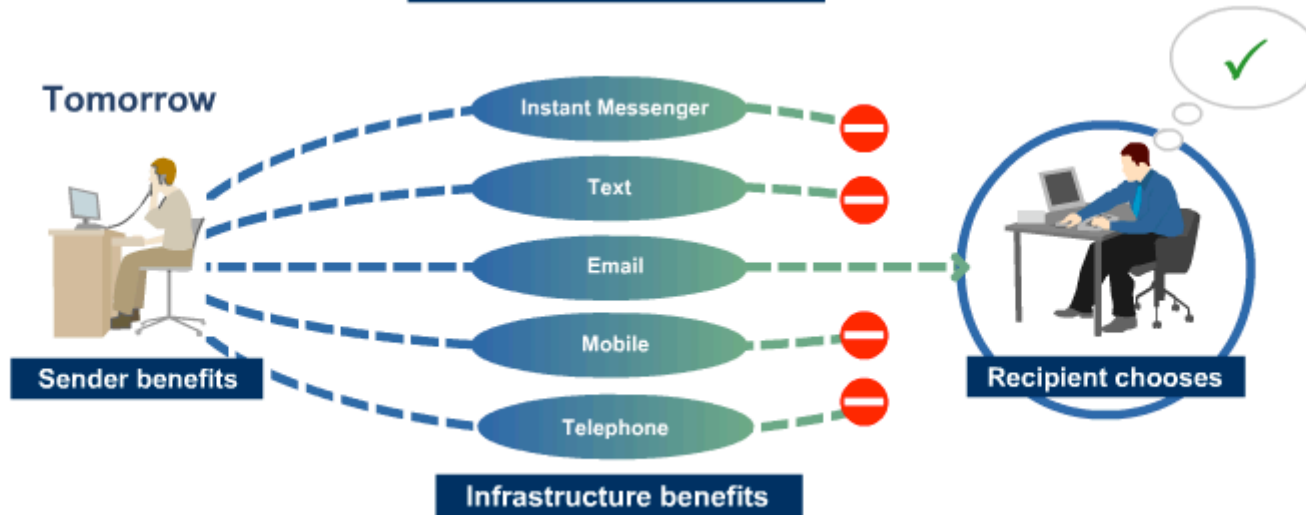 Tomorrow
Instant Messenger
Text
Email
Mobile
Telephone
Sender benefits
Recipient chooses
Infrastructure benefits